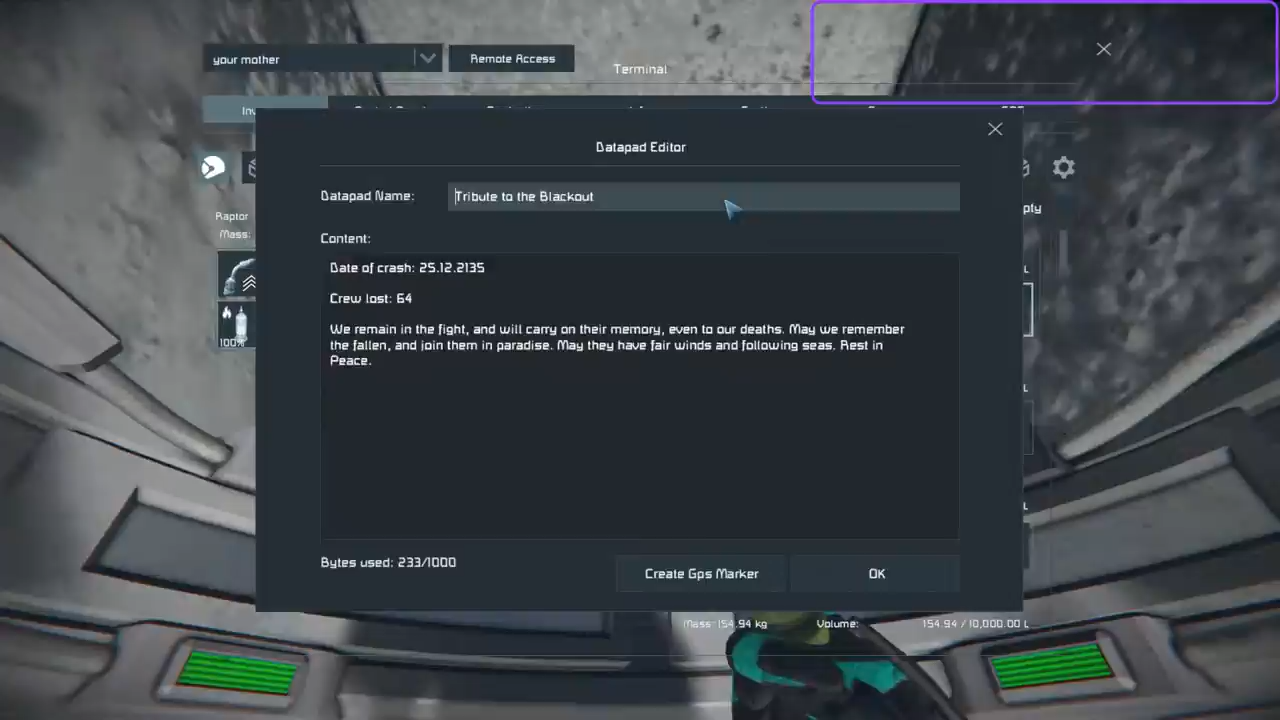 your mother
Remote Access
Terminal
Datapad Editor
Datapad Name:
Tribute to the Blackout
Content:
Raptor
Mass:
Date of crash: 25.12.2135
Crew lost: 64
We remain in the fight, and will carry on their memory, even to our deaths. May we remember
the fallen, and join them in paradise. May they have fair winds and following seas. Rest in
Peace.
100%
Bytes used: 233/1000
Create Gps Marker
OK
Mass: 154.94 kg
Volume:
154.94 / 10,000.00 L